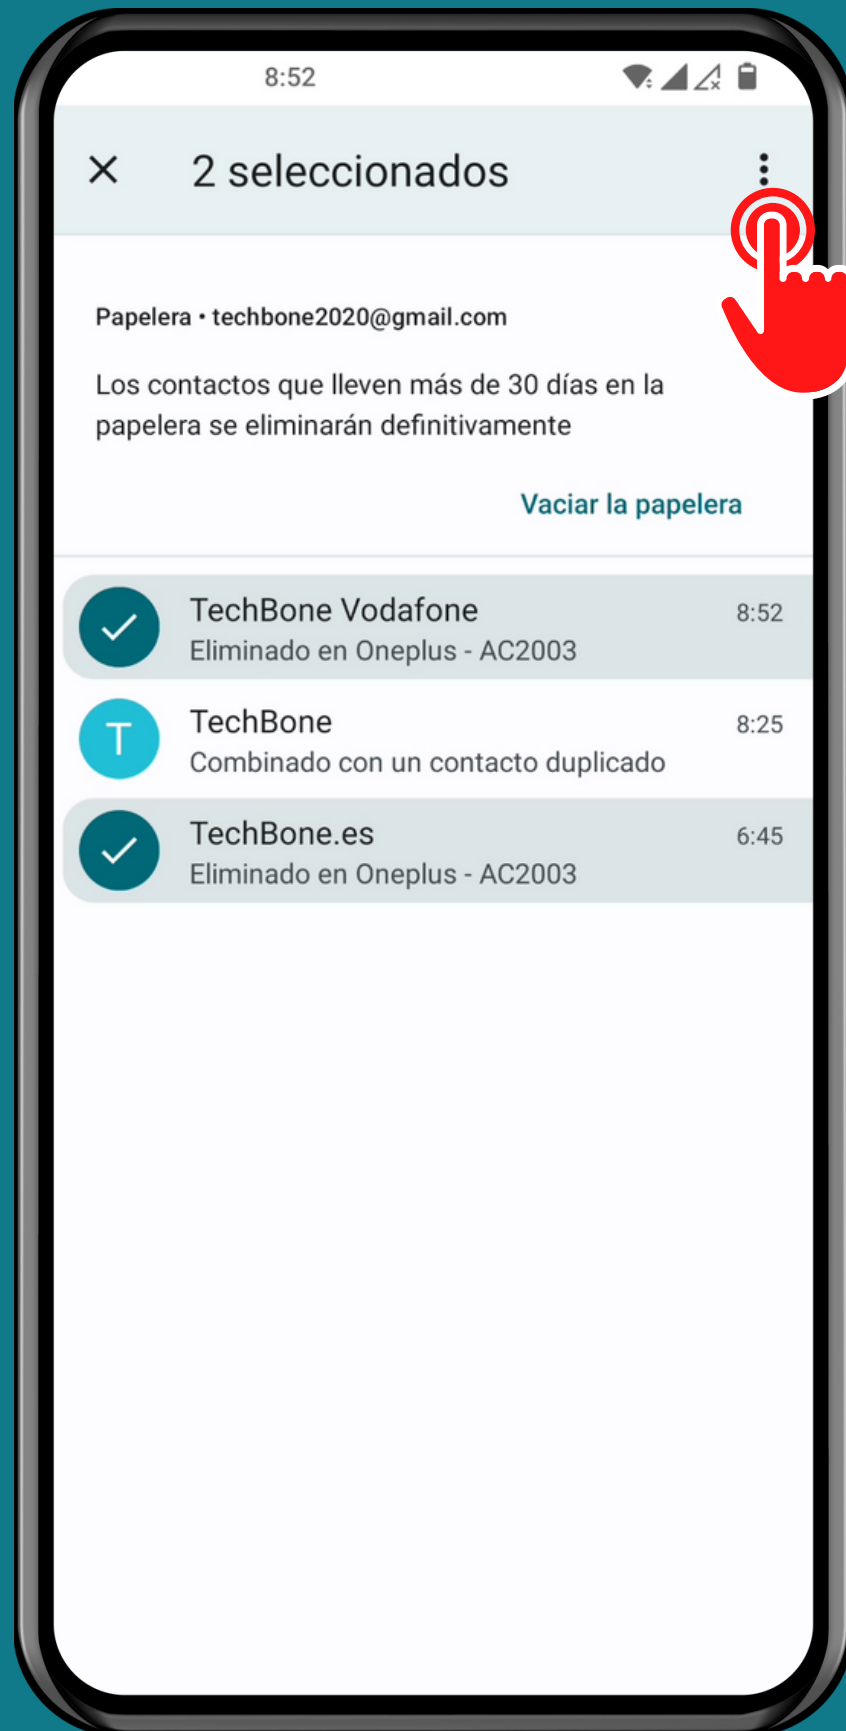 8:52
2 seleccionados
Papelera • techbone2020@gmail.com
Los contactos que lleven más de 30 días en la
papelera se eliminarán definitivamente
Vaciar la papelera
TechBone Vodafone 8:52
Eliminado en Oneplus - AC2003
T TechBone 8:25
Combinado con un contacto duplicado
TechBone.es 6:45
Eliminado en Oneplus - AC2003